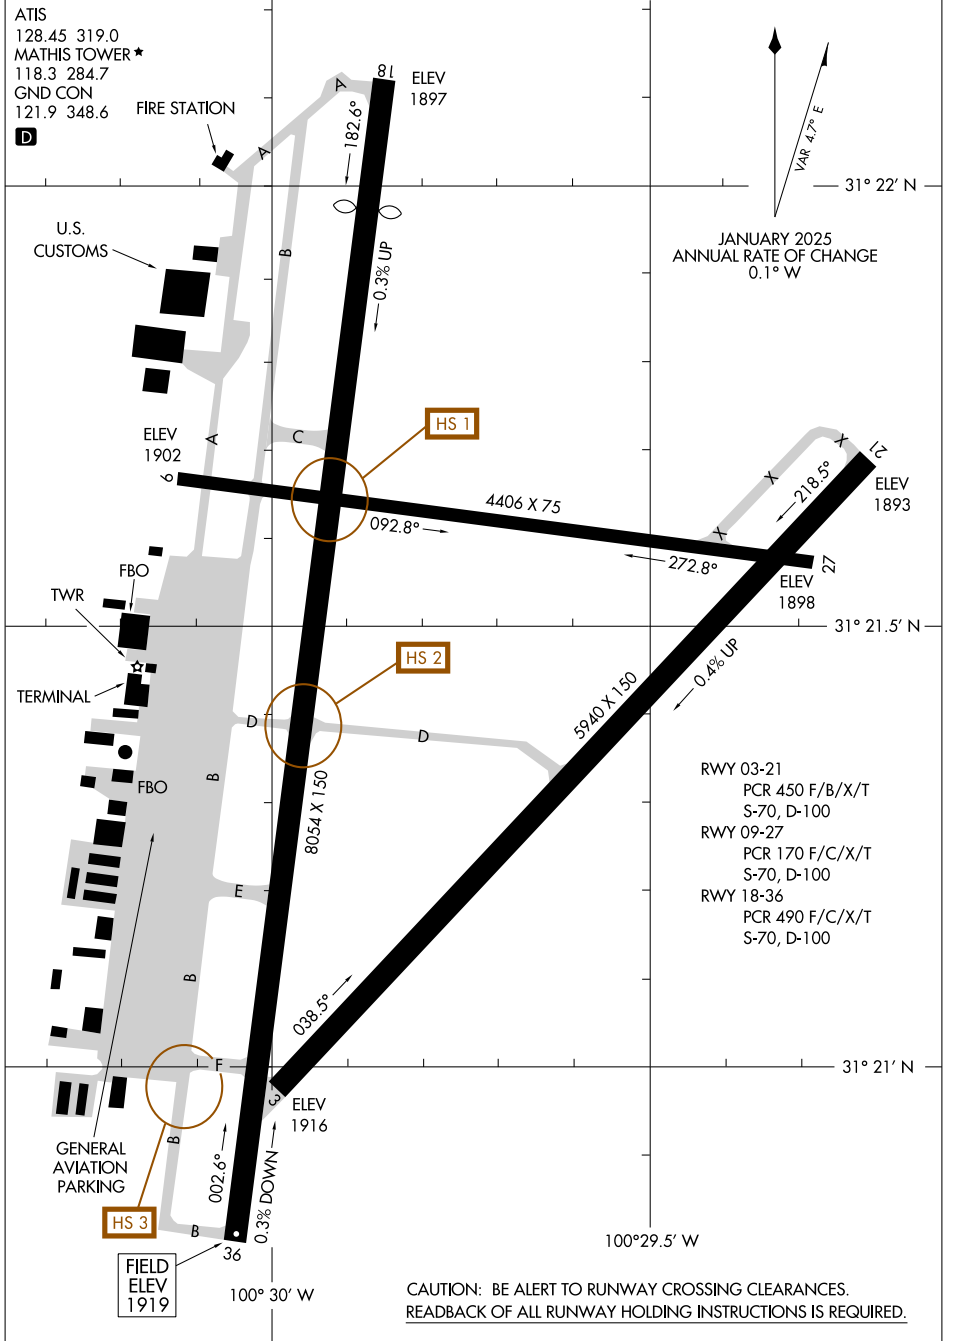 ATIS
128.45 319.0
MATHIS TOWER★
118.3 284.7
GND CON
121.9 348.6
D
FIRE STATION
A
A
18
ELEV
1897
182.6°
VAR 4.7° E
31° 22' N
JANUARY 2025
ANNUAL RATE OF CHANGE
0.1° W
U.S.
CUSTOMS
B
0.3% UP
HS 1
ELEV
1902
A
C
9
4406 X 75
092.8°
272.8°
X
X
X
21
218.5°
ELEV
1893
27
ELEV
1898
FBO
TWR
31° 21.5' N
HS 2
TERMINAL
0.4% UP
D
D
5940 X 150
B
FBO
8054 X 150
RWY 03-21
PCR 450 F/B/X/T
S-70, D-100
RWY 09-27
PCR 170 F/C/X/T
S-70, D-100
RWY 18-36
PCR 490 F/C/X/T
S-70, D-100
E
B
038.5°
F
31° 21' N
3
ELEV
1916
B
GENERAL
AVIATION
PARKING
002.6°
0.3% DOWN
HS 3
B
36
FIELD
ELEV
1919
100° 30' W
100°29.5' W
CAUTION: BE ALERT TO RUNWAY CROSSING CLEARANCES.
READBACK OF ALL RUNWAY HOLDING INSTRUCTIONS IS REQUIRED.